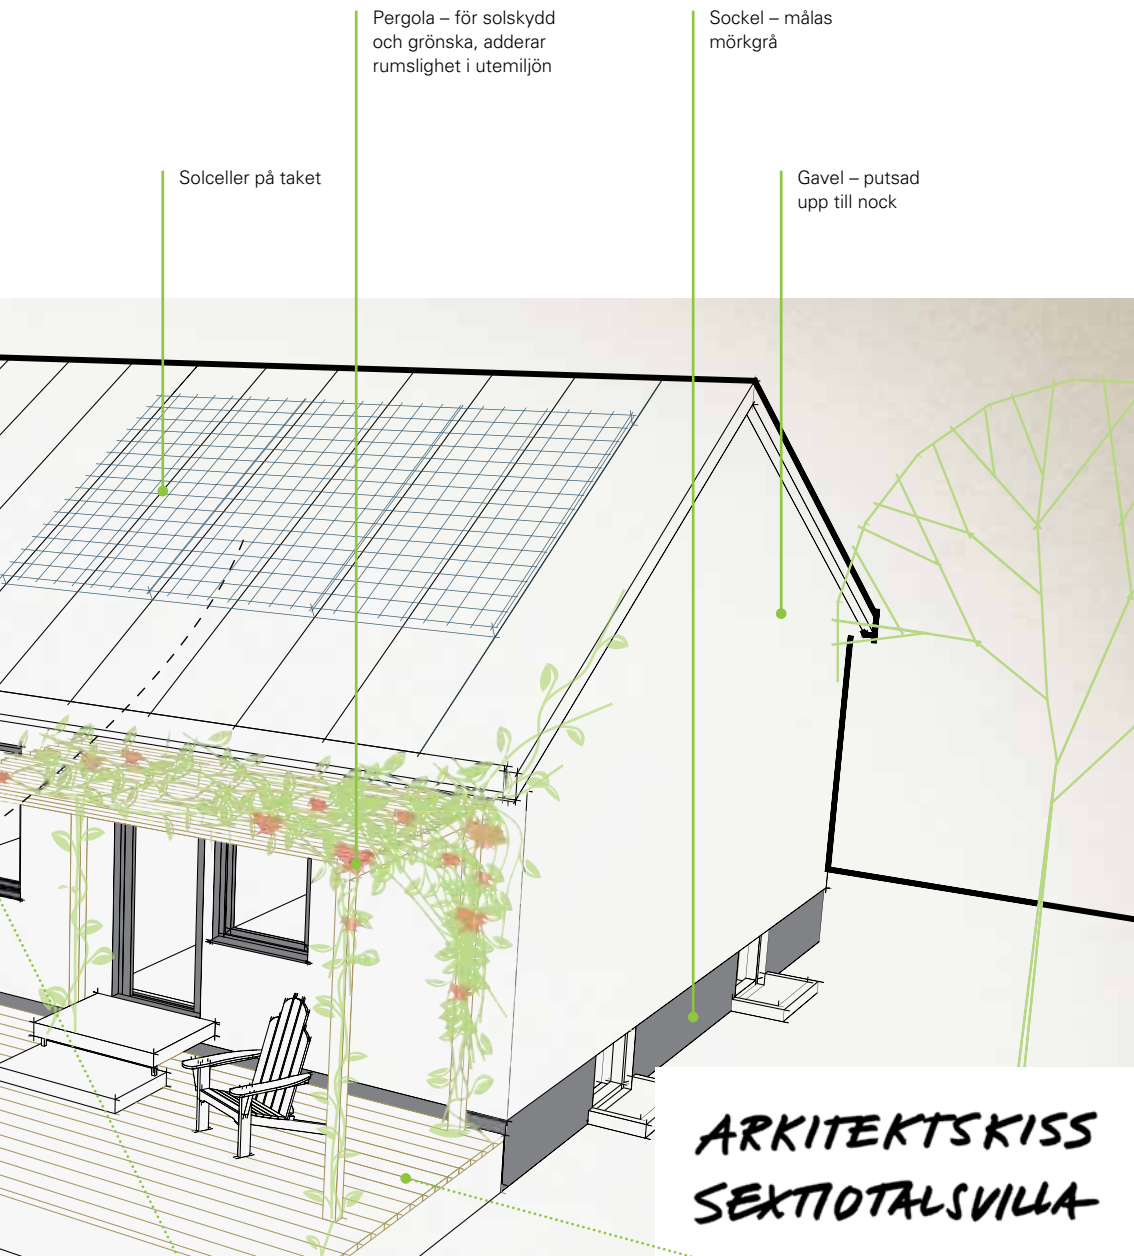 Pergola – för solskydd
och grönska, adderar
rumslighet i utemiljön
Sockel – målas
mörkgrå
Solceller på taket
Gavel – putsad
upp till nock
ARKITEKTSKISS
SEXTIOTALSVILLA